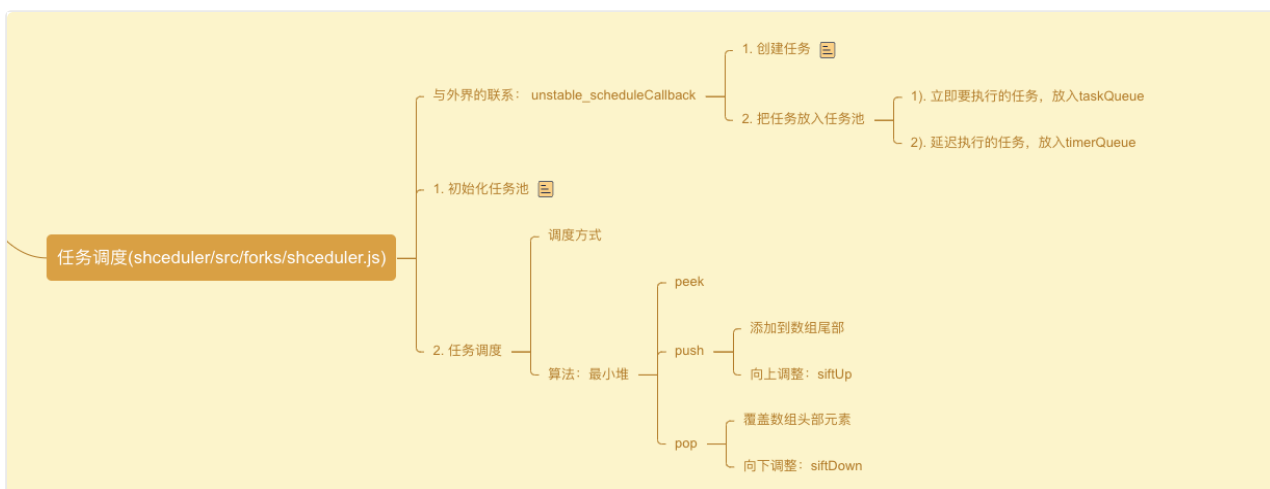 1. 创建任务
与外界的联系： unstable_scheduleCallback
1). 立即要执行的任务，放入taskQueue
2. 把任务放入任务池
2). 延迟执行的任务，放入timerQueue
1. 初始化任务池
调度方式
任务调度(shceduler/src/forks/shceduler.js)
peek
添加到数组尾部
2. 任务调度
push
算法：最小堆
向上调整：siftUp
覆盖数组头部元素
pop
向下调整：siftDown